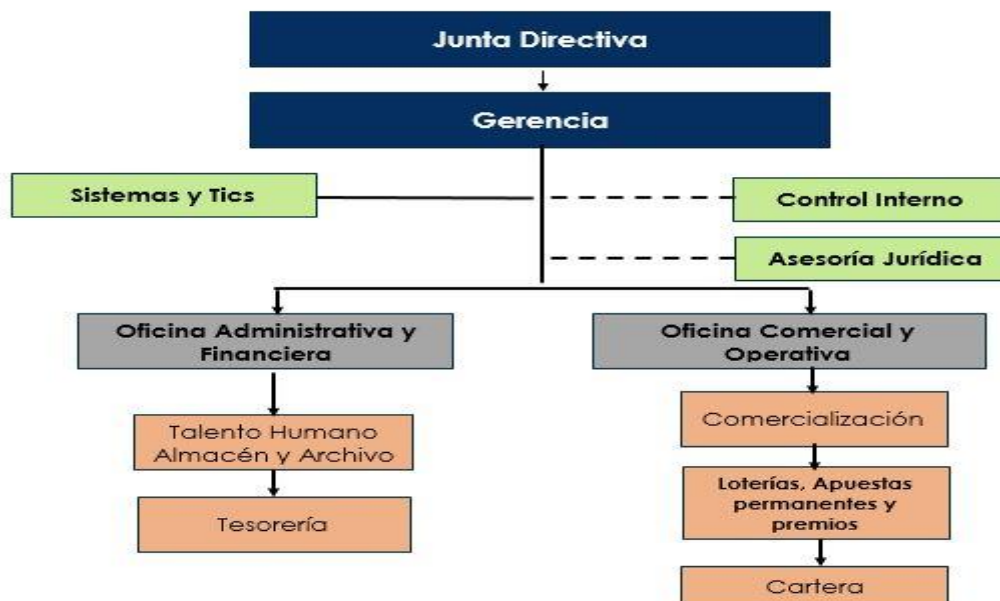 Junta Directiva
Gerencia
Sistemas y Tics
Control Interno
Asesoría Jurídica
Oficina Administrativa y
Financiera
Oficina Comercial y
Operativa
Talento Humano
Almacén y Archivo
Tesorería
Comercialización
Loterías, Apuestas
permanentes y
premios
Cartera